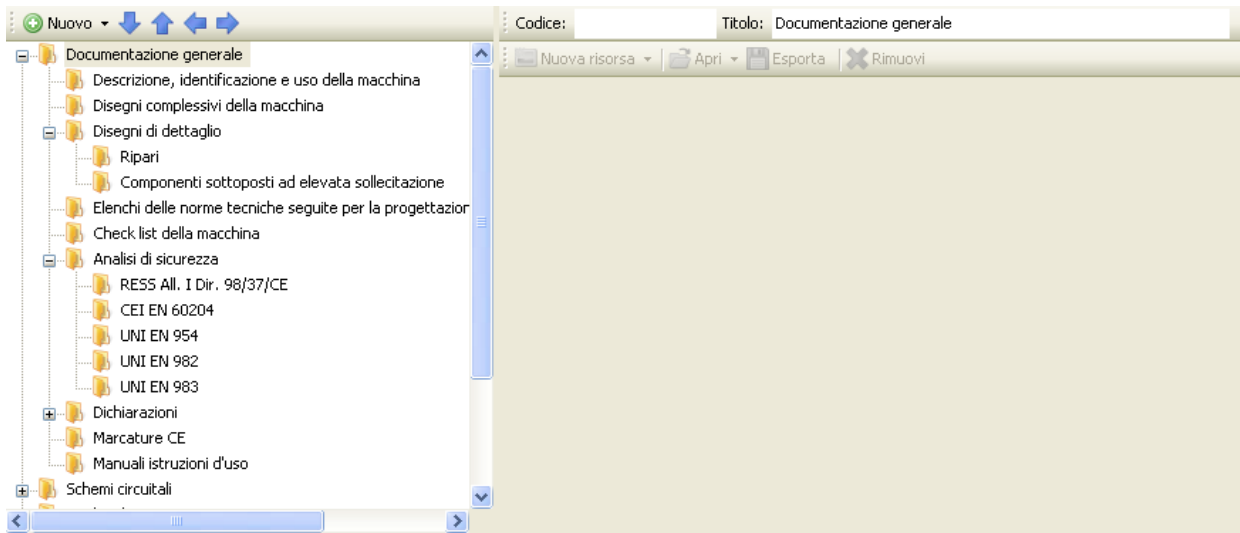 Nuovo
Codice:
Titolo: Documentazione generale
Nuova risorsa
Apri
Esporta
Rimuovi
Documentazione generale
Descrizione, identificazione e uso della macchina
Disegni complessivi della macchina
Disegni di dettaglio
Ripari
Componenti sottoposti ad elevata sollecitazione
Elenchi delle norme tecniche seguite per la progettazior
Check list della macchina
Analisi di sicurezza
RESS All. I Dir. 98/37/CE
CEI EN 60204
UNI EN 954
UNI EN 982
UNI EN 983
Dichiarazioni
Marcature CE
Manuali istruzioni d'uso
Schemi circuitali